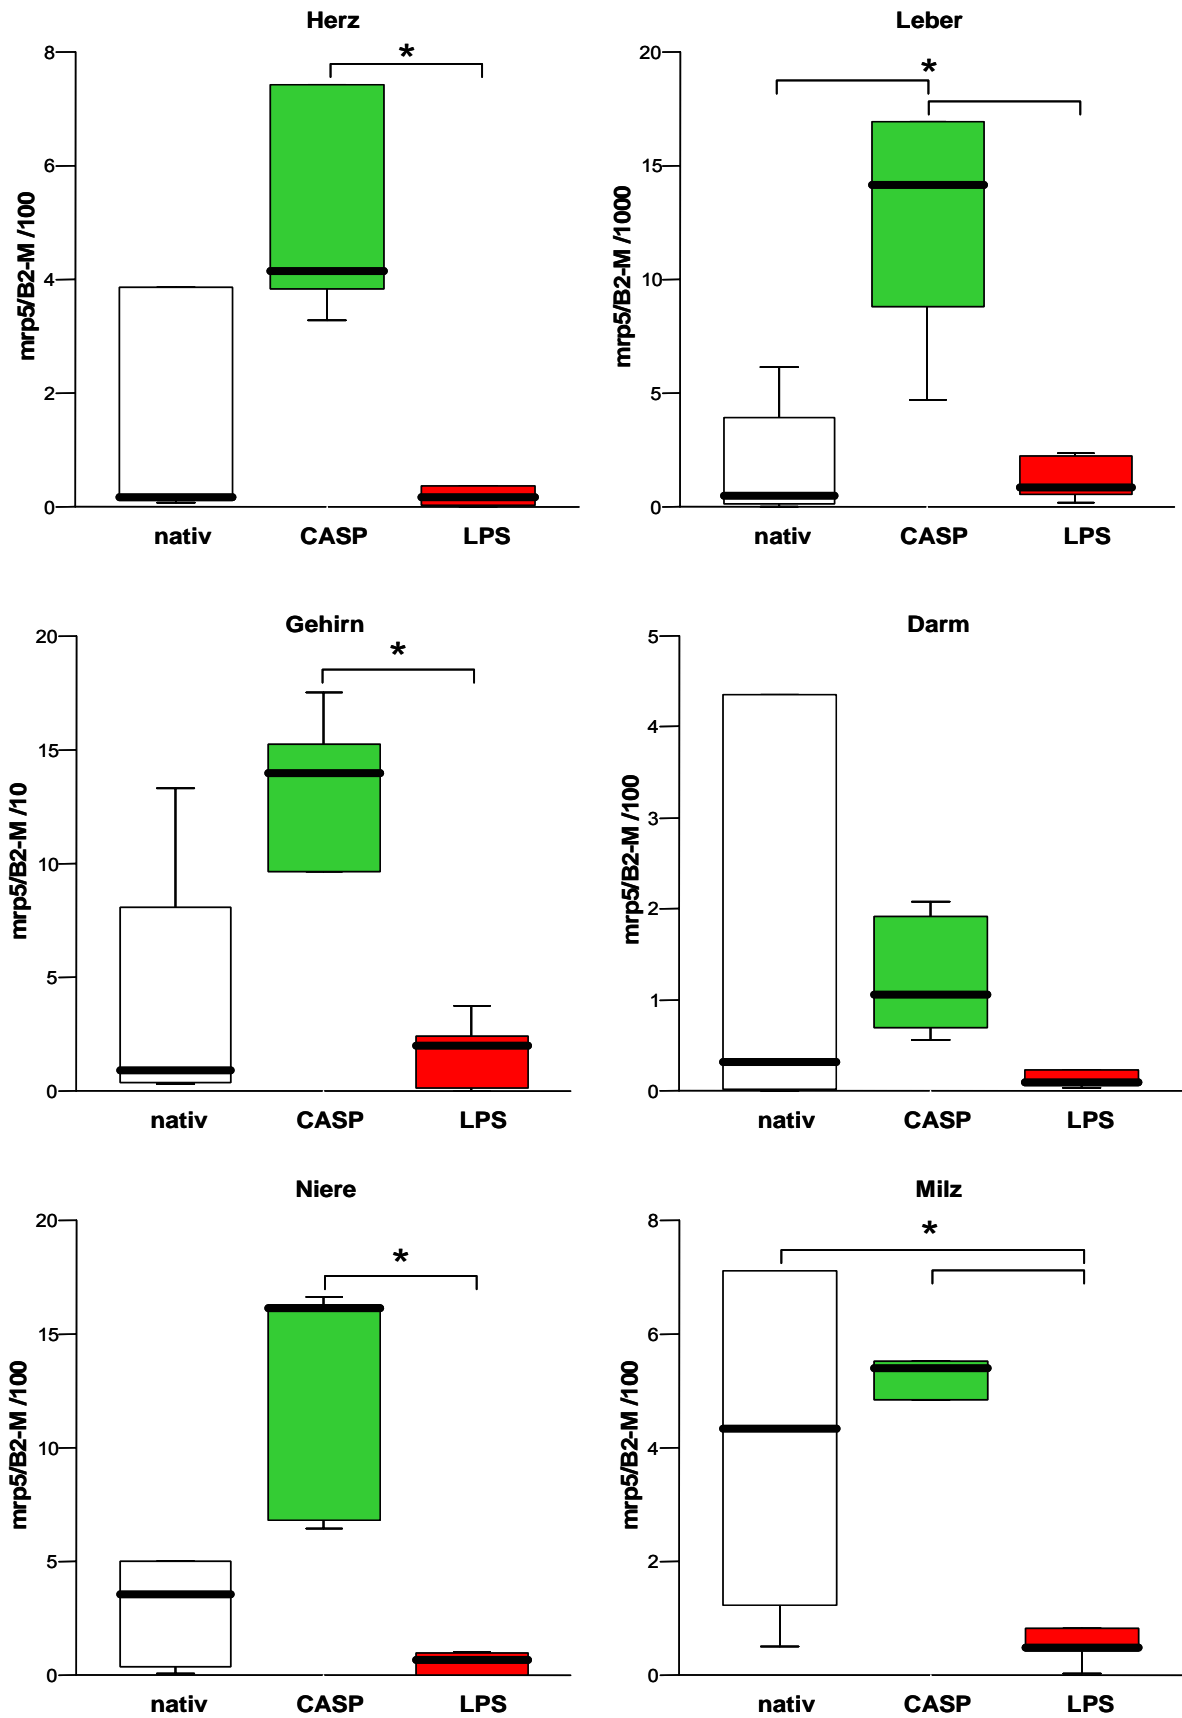 Herz
*
8
6
4
2
0
mrp5/B2-M /100
nativ CASP LPS
Leber
*
20
15
10
5
0
mrp5/B2-M /1000
nativ CASP LPS
Gehirn
*
20
15
10
5
0
mrp5/B2-M /10
nativ CASP LPS
Darm
5
4
3
2
1
0
mrp5/B2-M /100
nativ CASP LPS
Niere
*
20
15
10
5
0
mrp5/B2-M /100
nativ CASP LPS
Milz
*
8
6
4
2
0
mrp5/B2-M /100
nativ CASP LPS